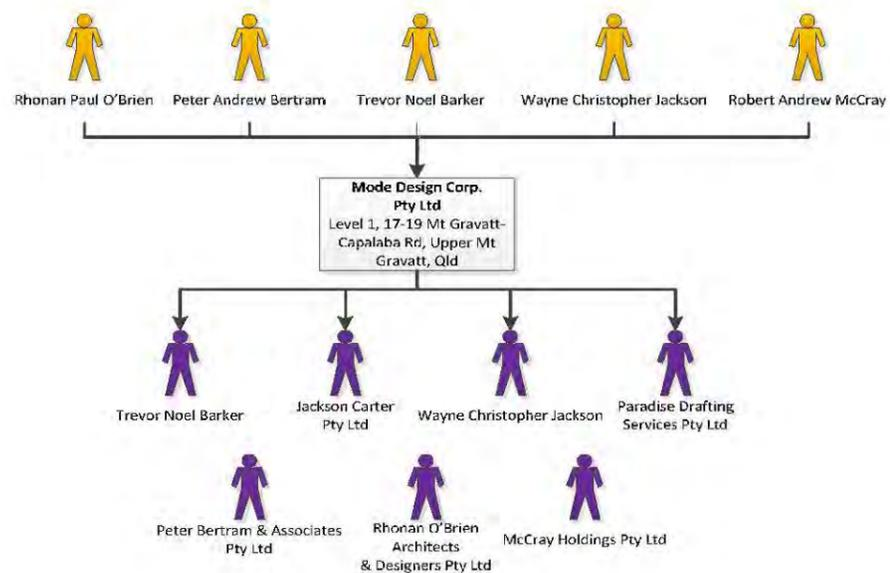 Rhonan Paul O'Brien
Peter Andrew Bertram
Trevor Noel Barker
Wayne Christopher Jackson
Robert Andrew McCray
Mode Design Corp.
Pty Ltd
Level 1, 17-19 Mt Gravatt-
Capalaba Rd, Upper Mt
Gravatt, Qld
Trevor Noel Barker
Jackson Carter
Pty Ltd
Wayne Christopher Jackson
Paradise Drafting
Services Pty Ltd
Peter Bertram & Associates
Pty Ltd
Rhonan O'Brien
Architects
& Designers Pty Ltd
McCray Holdings Pty Ltd